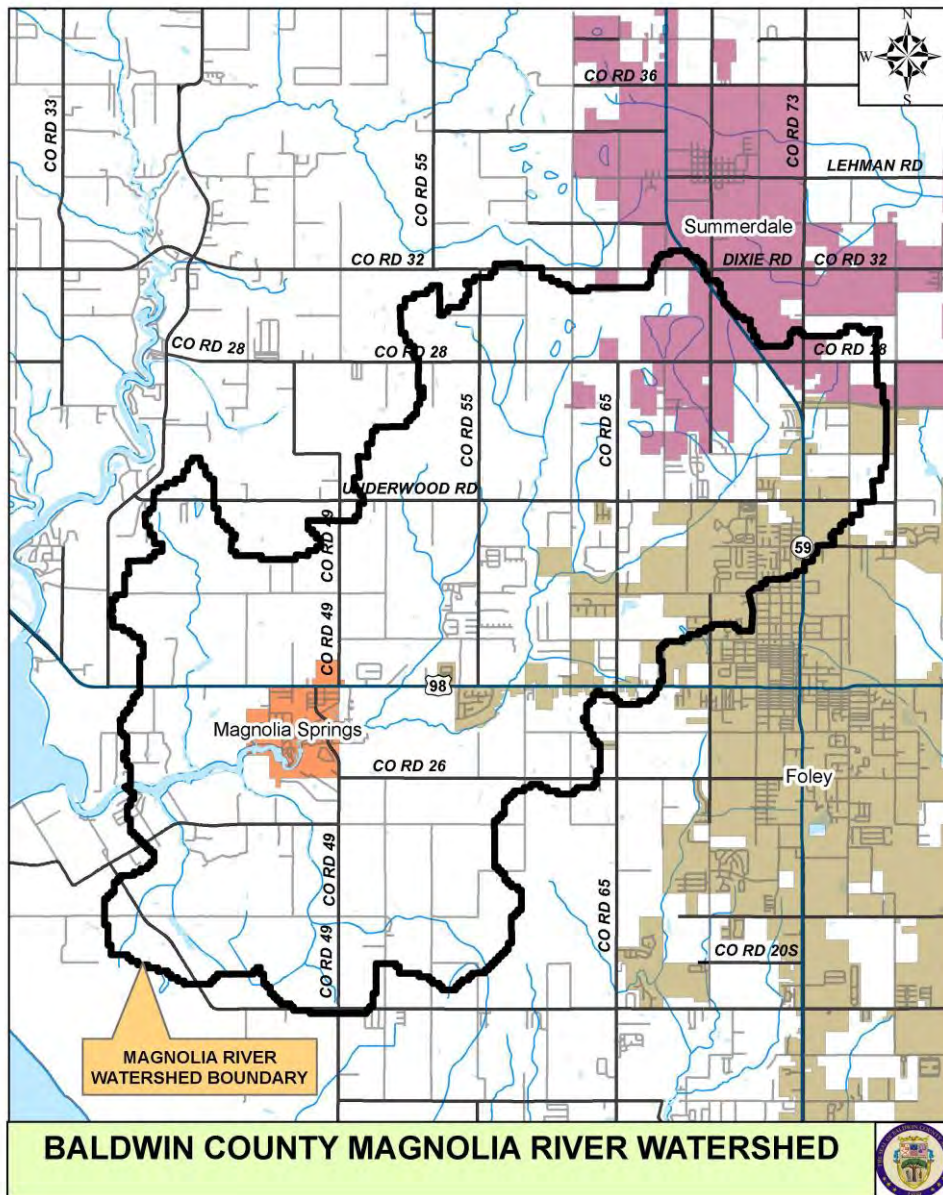 N
W
S
CO RD 36
CO RD 33
CO RD 55
CO RD 73
LEHMAN RD
Summerdale
CO RD 32
DIXIE RD
CO RD 32
CO RD 28
CO RD 28
CO RD 28
CO RD 55
CO RD 65
UNDERWOOD RD
CO RD 49
59
CO RD 49
98
Magnolia Springs
CO RD 26
Foley
CO RD 49
CO RD 65
CO RD 49
CO RD 20S
MAGNOLIA RIVER
WATERSHED BOUNDARY
BALDWIN COUNTY MAGNOLIA RIVER WATERSHED